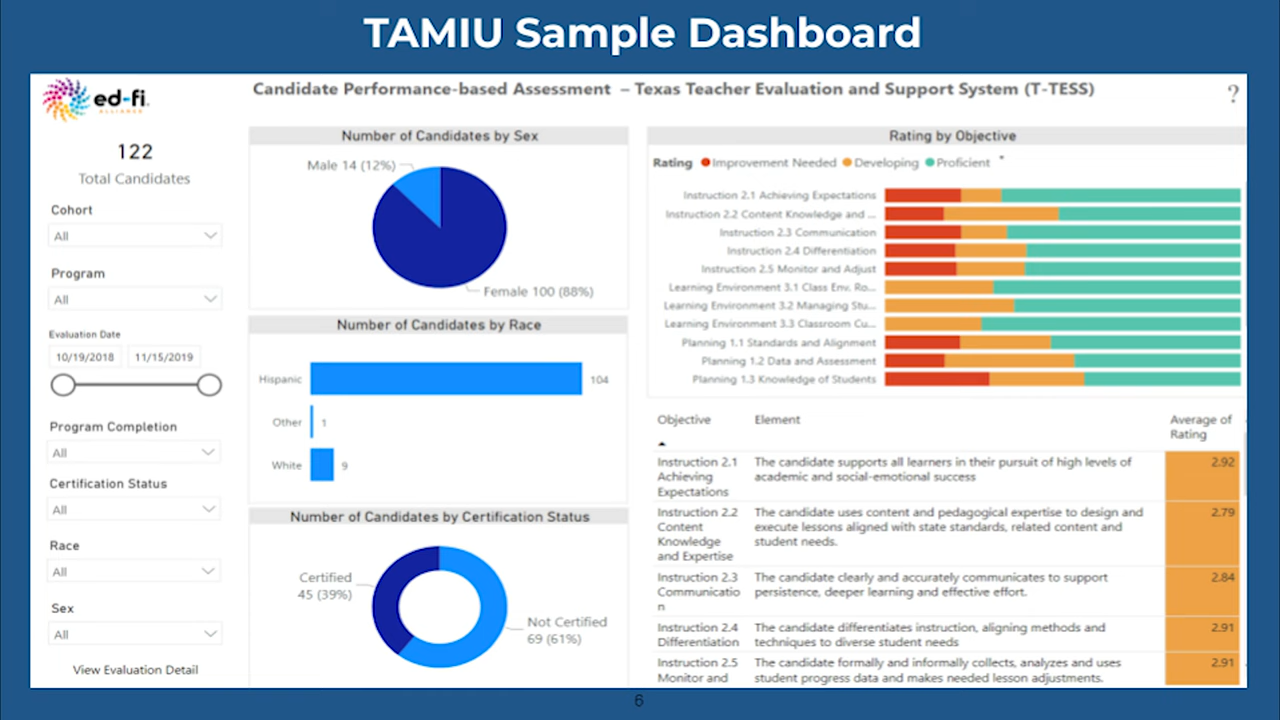 TAMIU Sample Dashboard
ed-fi
ALLIANCE
Candidate Performance-based Assessment – Texas Teacher Evaluation and Support System (T-TESS)
?
122
Total Candidates
Cohort
All
Program
All
Evaluation Date
10/19/2018
11/15/2019
Program Completion
All
Certification Status
All
Race
All
Sex
All
View Evaluation Detail
Number of Candidates by Sex
Male 14 (12%)
Female 100 (88%)
Number of Candidates by Race
Hispanic
104
Other
1
White
9
Number of Candidates by Certification Status
Certified
45 (39%)
Not Certified
69 (61%)
Rating by Objective
Rating
Improvement Needed
Developing
Proficient
Instruction 2.1 Achieving Expectations
Instruction 2.2 Content Knowledge and ...
Instruction 2.3 Communication
Instruction 2.4 Differentiation
Instruction 2.5 Monitor and Adjust
Learning Environment 3.1 Class Env. Ro...
Learning Environment 3.2 Managing Stu...
Learning Environment 3.3 Classroom Cu...
Planning 1.1 Standards and Alignment
Planning 1.2 Data and Assessment
Planning 1.3 Knowledge of Students
Objective
Element
Average of
Rating
Instruction 2.1
Achieving
Expectations
The candidate supports all learners in their pursuit of high levels of
academic and social-emotional success
2.92
Instruction 2.2
Content
Knowledge
and Expertise
The candidate uses content and pedagogical expertise to design and
execute lessons aligned with state standards, related content and
student needs.
2.79
Instruction 2.3
Communicatio
n
The candidate clearly and accurately communicates to support
persistence, deeper learning and effective effort.
2.84
Instruction 2.4
Differentiation
The candidate differentiates instruction, aligning methods and
techniques to diverse student needs
2.91
Instruction 2.5
Monitor and
The candidate formally and informally collects, analyzes and uses
student progress data and makes needed lesson adjustments.
2.91
6